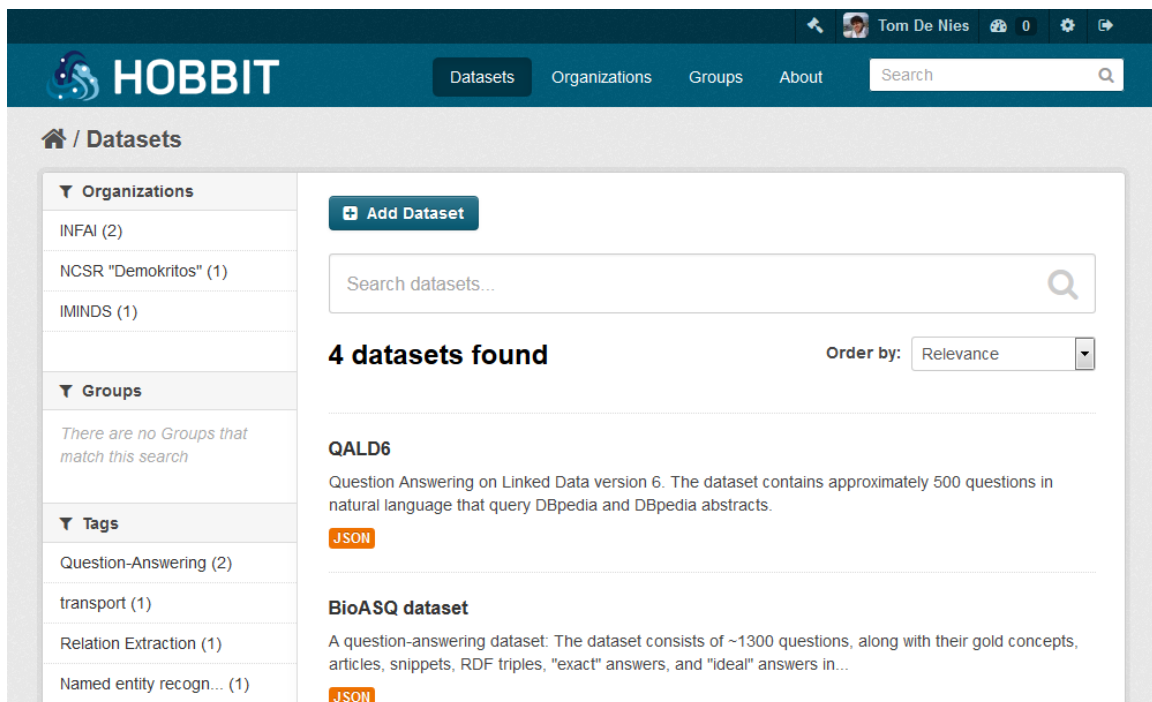 Tom De Nies 0
HOBBIT
Datasets Organizations Groups About Search
/ Datasets
Organizations
INFAI (2)
NCSR "Demokritos" (1)
IMINDS (1)
Groups
There are no Groups that
match this search
Tags
Question-Answering (2)
transport (1)
Relation Extraction (1)
Named entity recogn... (1)
Add Dataset
Search datasets...
4 datasets found
Order by: Relevance
QALD6
Question Answering on Linked Data version 6. The dataset contains approximately 500 questions in
natural language that query DBpedia and DBpedia abstracts.
JSON
BioASQ dataset
A question-answering dataset: The dataset consists of ~1300 questions, along with their gold concepts,
articles, snippets, RDF triples, "exact" answers, and "ideal" answers in...
JSON